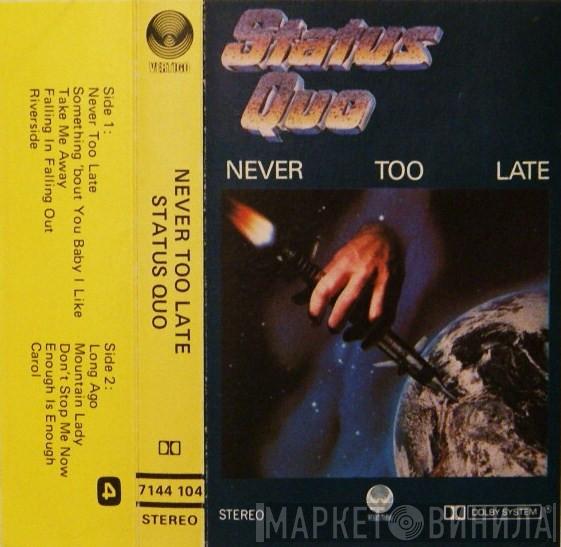 VERTIGO
Side 1:
Never Too Late
Something 'bout You Baby I Like
Take Me Away
Falling In Falling Out
Riverside
Side 2:
Long Ago
Mountain Lady
Don't Stop Me Now
Enough Is Enough
Carol
4
NEVER TOO LATE
STATUS QUO
7144 104
STEREO
Status
Quo
NEVER TOO LATE
STEREO
VERTIGO
DOLBY SYSTEM
МАРКЕТ ВИНИЛА